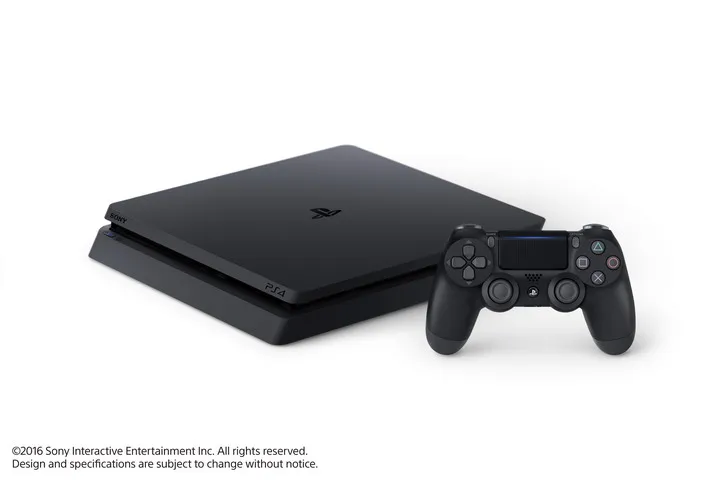 SONY
PS4
©2016 Sony Interactive Entertainment Inc. All rights reserved.
Design and specifications are subject to change without notice.